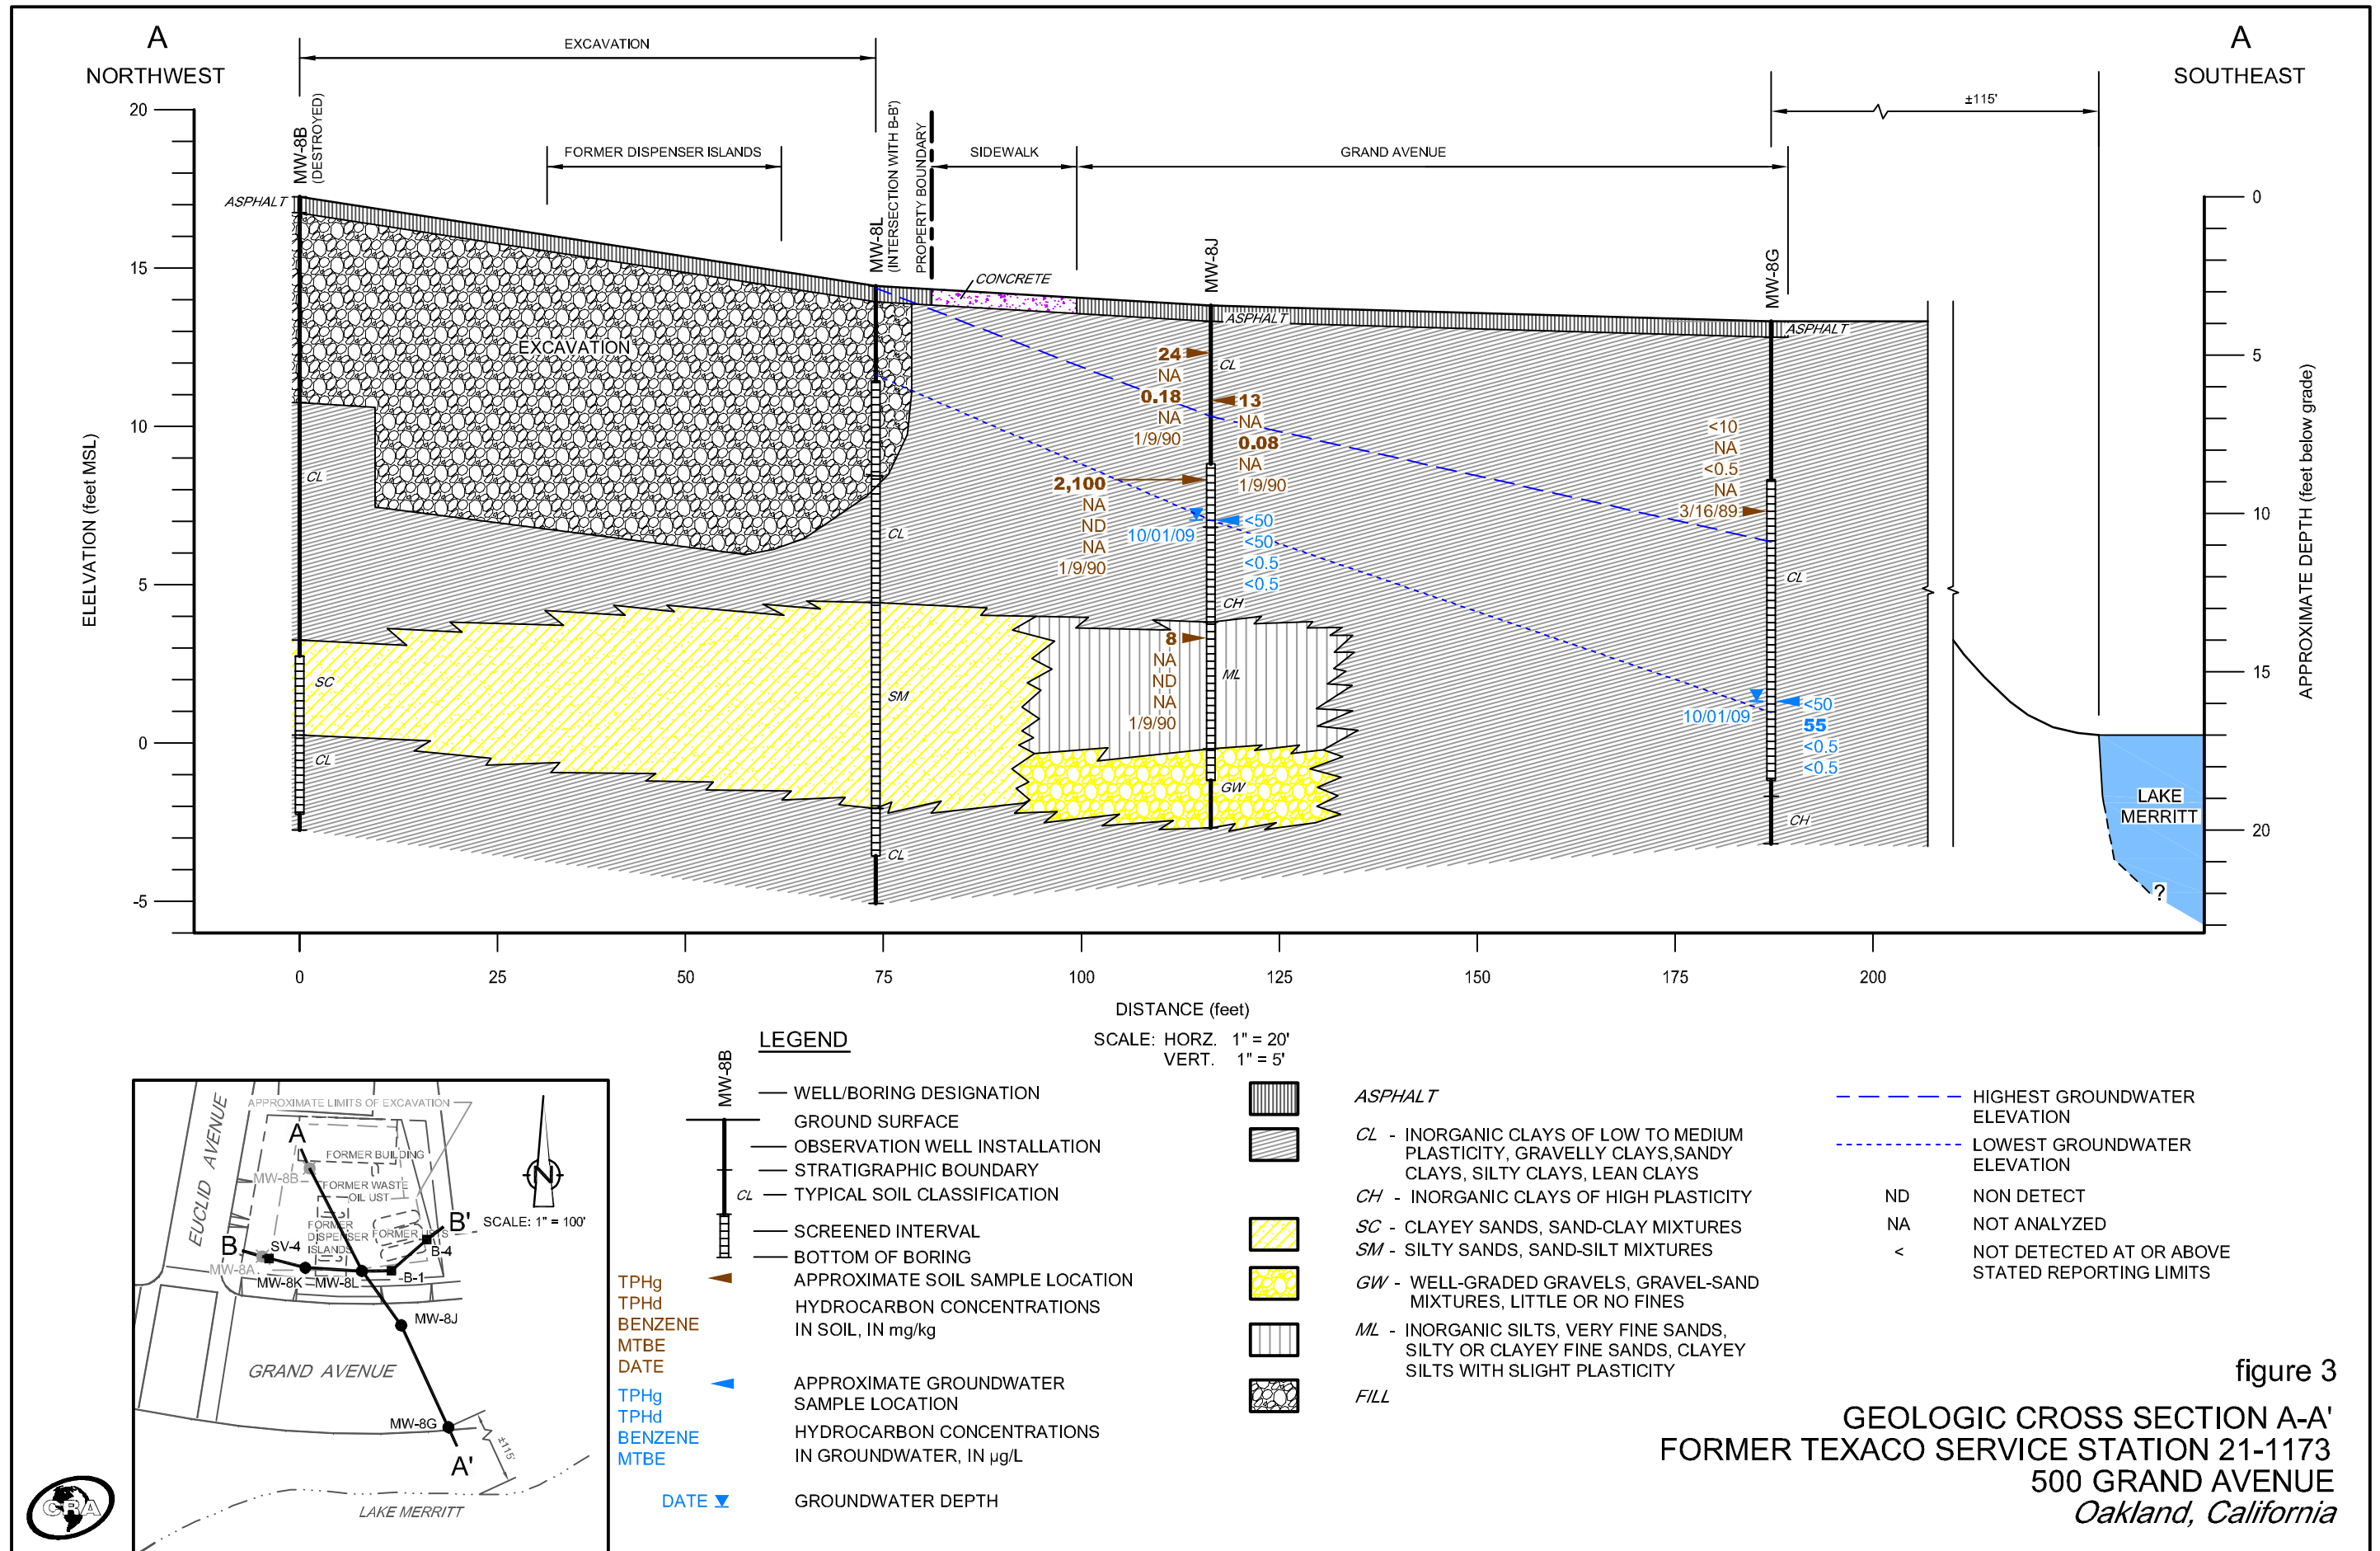 A
NORTHWEST
A
SOUTHEAST
EXCAVATION
±115'
FORMER DISPENSER ISLANDS
SIDEWALK
GRAND AVENUE
MW-8B
(DESTROYED)
MW-8L
(INTERSECTION WITH B-B')
PROPERTY BOUNDARY
MW-8J
MW-8G
20
15
10
5
0
-5
ELELVATION (feet MSL)
0
5
10
15
20
APPROXIMATE DEPTH (feet below grade)
ASPHALT
CONCRETE
ASPHALT
ASPHALT
EXCAVATION
CL
SC
CL
CL
SM
CL
CL
CH
ML
GW
CL
CH
24
NA
0.18
NA
1/9/90
13
NA
0.08
NA
1/9/90
2,100
NA
ND
NA
1/9/90
10/01/09
<50
<50
<0.5
<0.5
8
NA
ND
NA
1/9/90
<10
NA
<0.5
NA
3/16/89
10/01/09
<50
55
<0.5
<0.5
LAKE
MERRITT
?
0
25
50
75
100
125
150
175
200
DISTANCE (feet)
SCALE: HORZ. 1" = 20'
VERT. 1" = 5'
LEGEND
MW-8B
WELL/BORING DESIGNATION
GROUND SURFACE
OBSERVATION WELL INSTALLATION
STRATIGRAPHIC BOUNDARY
CL
TYPICAL SOIL CLASSIFICATION
SCREENED INTERVAL
BOTTOM OF BORING
TPHg
TPHd
BENZENE
MTBE
DATE
APPROXIMATE SOIL SAMPLE LOCATION
HYDROCARBON CONCENTRATIONS
IN SOIL, IN mg/kg
TPHg
TPHd
BENZENE
MTBE
APPROXIMATE GROUNDWATER
SAMPLE LOCATION
HYDROCARBON CONCENTRATIONS
IN GROUNDWATER, IN µg/L
DATE
GROUNDWATER DEPTH
ASPHALT
CL - INORGANIC CLAYS OF LOW TO MEDIUM
PLASTICITY, GRAVELLY CLAYS,SANDY
CLAYS, SILTY CLAYS, LEAN CLAYS
CH - INORGANIC CLAYS OF HIGH PLASTICITY
SC - CLAYEY SANDS, SAND-CLAY MIXTURES
SM - SILTY SANDS, SAND-SILT MIXTURES
GW - WELL-GRADED GRAVELS, GRAVEL-SAND
MIXTURES, LITTLE OR NO FINES
ML - INORGANIC SILTS, VERY FINE SANDS,
SILTY OR CLAYEY FINE SANDS, CLAYEY
SILTS WITH SLIGHT PLASTICITY
FILL
HIGHEST GROUNDWATER
ELEVATION
LOWEST GROUNDWATER
ELEVATION
ND NON DETECT
NA NOT ANALYZED
< NOT DETECTED AT OR ABOVE
STATED REPORTING LIMITS
EUCLID AVENUE
APPROXIMATE LIMITS OF EXCAVATION
A
FORMER BUILDING
MW-8B
FORMER WASTE
OIL UST
FORMER
DISPENSER
ISLANDS
B'
B
SV-4
B-4
MW-8A
MW-8K
MW-8L
B-1
MW-8J
GRAND AVENUE
MW-8G
±115'
A'
LAKE MERRITT
N
SCALE: 1" = 100'
CRA
figure 3
GEOLOGIC CROSS SECTION A-A'
FORMER TEXACO SERVICE STATION 21-1173
500 GRAND AVENUE
Oakland, California